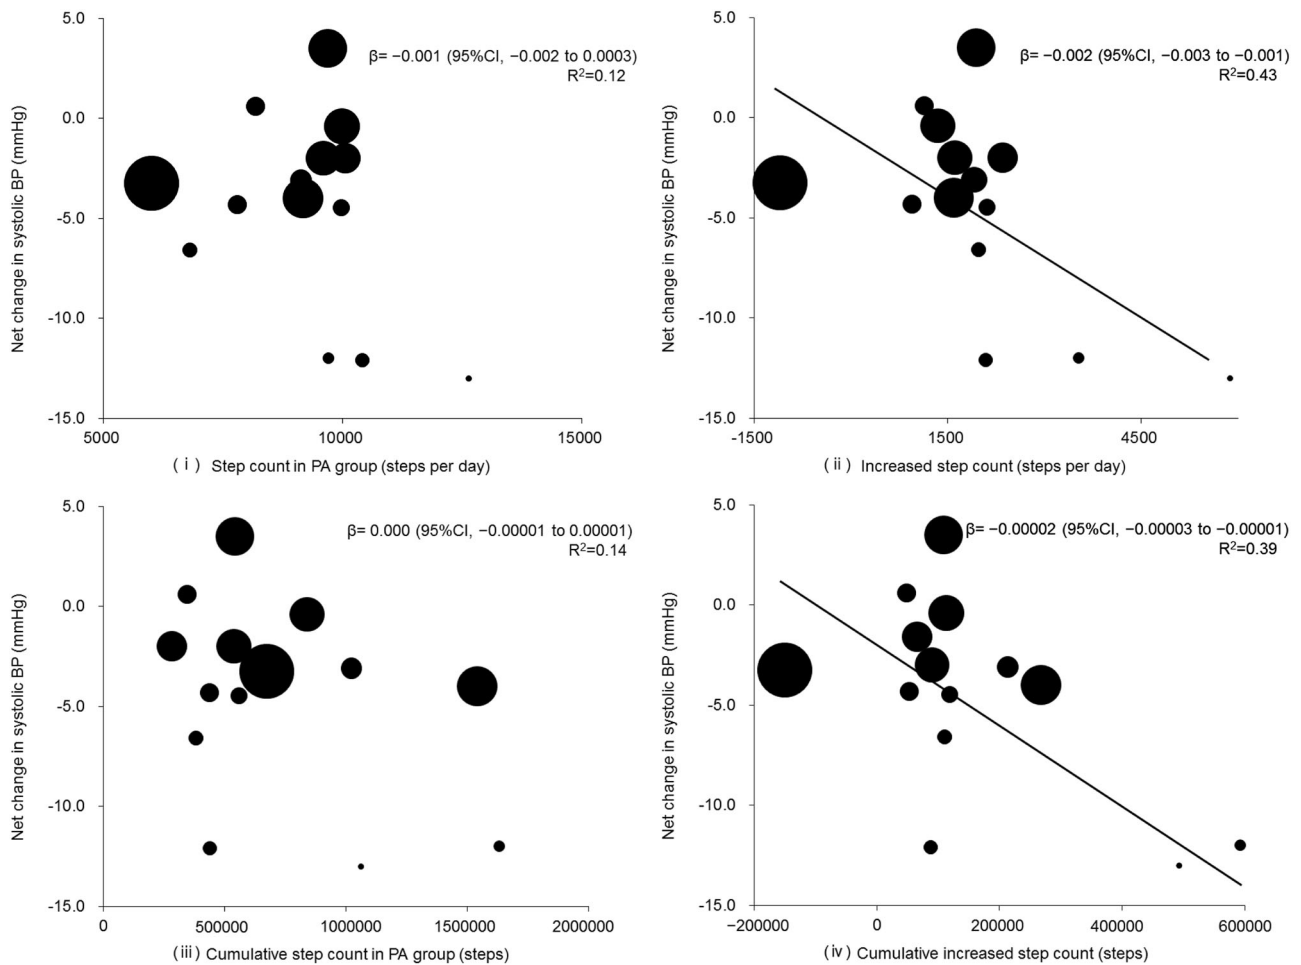 5.0
0.0
-5.0
-10.0
-15.0
Net change in systolic BP (mmHg)
β= −0.001 (95%CI, −0.002 to 0.0003)
R²=0.12
5000 10000 15000
( i ) Step count in PA group (steps per day)
5.0
0.0
-5.0
-10.0
-15.0
Net change in systolic BP (mmHg)
β= −0.002 (95%CI, −0.003 to −0.001)
R²=0.43
-1500 1500 4500
( ii ) Increased step count (steps per day)
5.0
0.0
-5.0
-10.0
-15.0
Net change in systolic BP (mmHg)
β= 0.000 (95%CI, −0.00001 to 0.00001)
R²=0.14
0 500000 1000000 1500000 2000000
( iii ) Cumulative step count in PA group (steps)
5.0
0.0
-5.0
-10.0
-15.0
Net change in systolic BP (mmHg)
β= −0.00002 (95%CI, −0.00003 to −0.00001)
R²=0.39
−200000 0 200000 400000 600000
( iv ) Cumulative increased step count (steps)